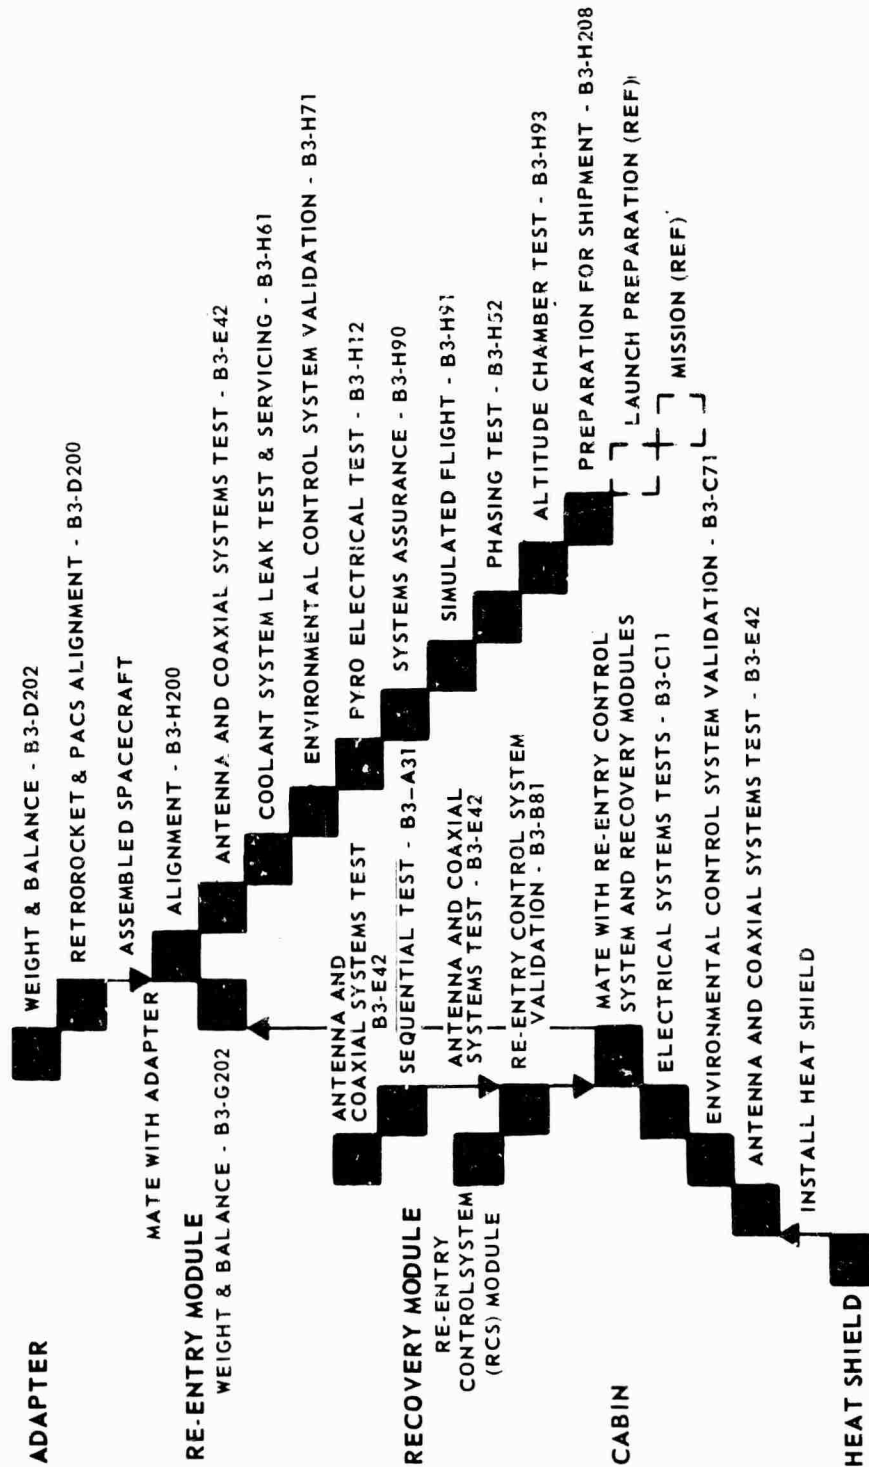 ADAPTER
WEIGHT & BALANCE - B3-D202
RETROROCKET & PACS ALIGNMENT - B3-D200
ASSEMBLED SPACECRAFT
MATE WITH ADAPTER
ALIGNMENT - B3-H200
RE-ENTRY MODULE
WEIGHT & BALANCE - B3-G202
ANTENNA AND COAXIAL SYSTEMS TEST - B3-E42
COOLANT SYSTEM LEAK TEST & SERVICING - B3-H61
ENVIRONMENTAL CONTROL SYSTEM VALIDATION - B3-H71
PYRO ELECTRICAL TEST - B3-H12
SYSTEMS ASSURANCE - B3-H90
SIMULATED FLIGHT - B3-H91
PHASING TEST - B3-H52
ALTITUDE CHAMBER TEST - B3-H93
PREPARATION FOR SHIPMENT - B3-H208
LAUNCH PREPARATION (REF)
MISSION (REF)
RECOVERY MODULE
ANTENNA AND
COAXIAL SYSTEMS TEST
B3-E42
SEQUENTIAL TEST - B3-A31
RE-ENTRY
CONTROLSYSTEM
(RCS) MODULE
ANTENNA AND COAXIAL
SYSTEMS TEST - B3-E42
RE-ENTRY CONTROL SYSTEM
VALIDATION - B3-B81
CABIN
MATE WITH RE-ENTRY CONTROL
SYSTEM AND RECOVERY MODULES
ELECTRICAL SYSTEMS TESTS - B3-C11
ENVIRONMENTAL CONTROL SYSTEM VALIDATION - B3-C71
ANTENNA AND COAXIAL SYSTEMS TEST - B3-E42
INSTALL HEAT SHIELD
HEAT SHIELD